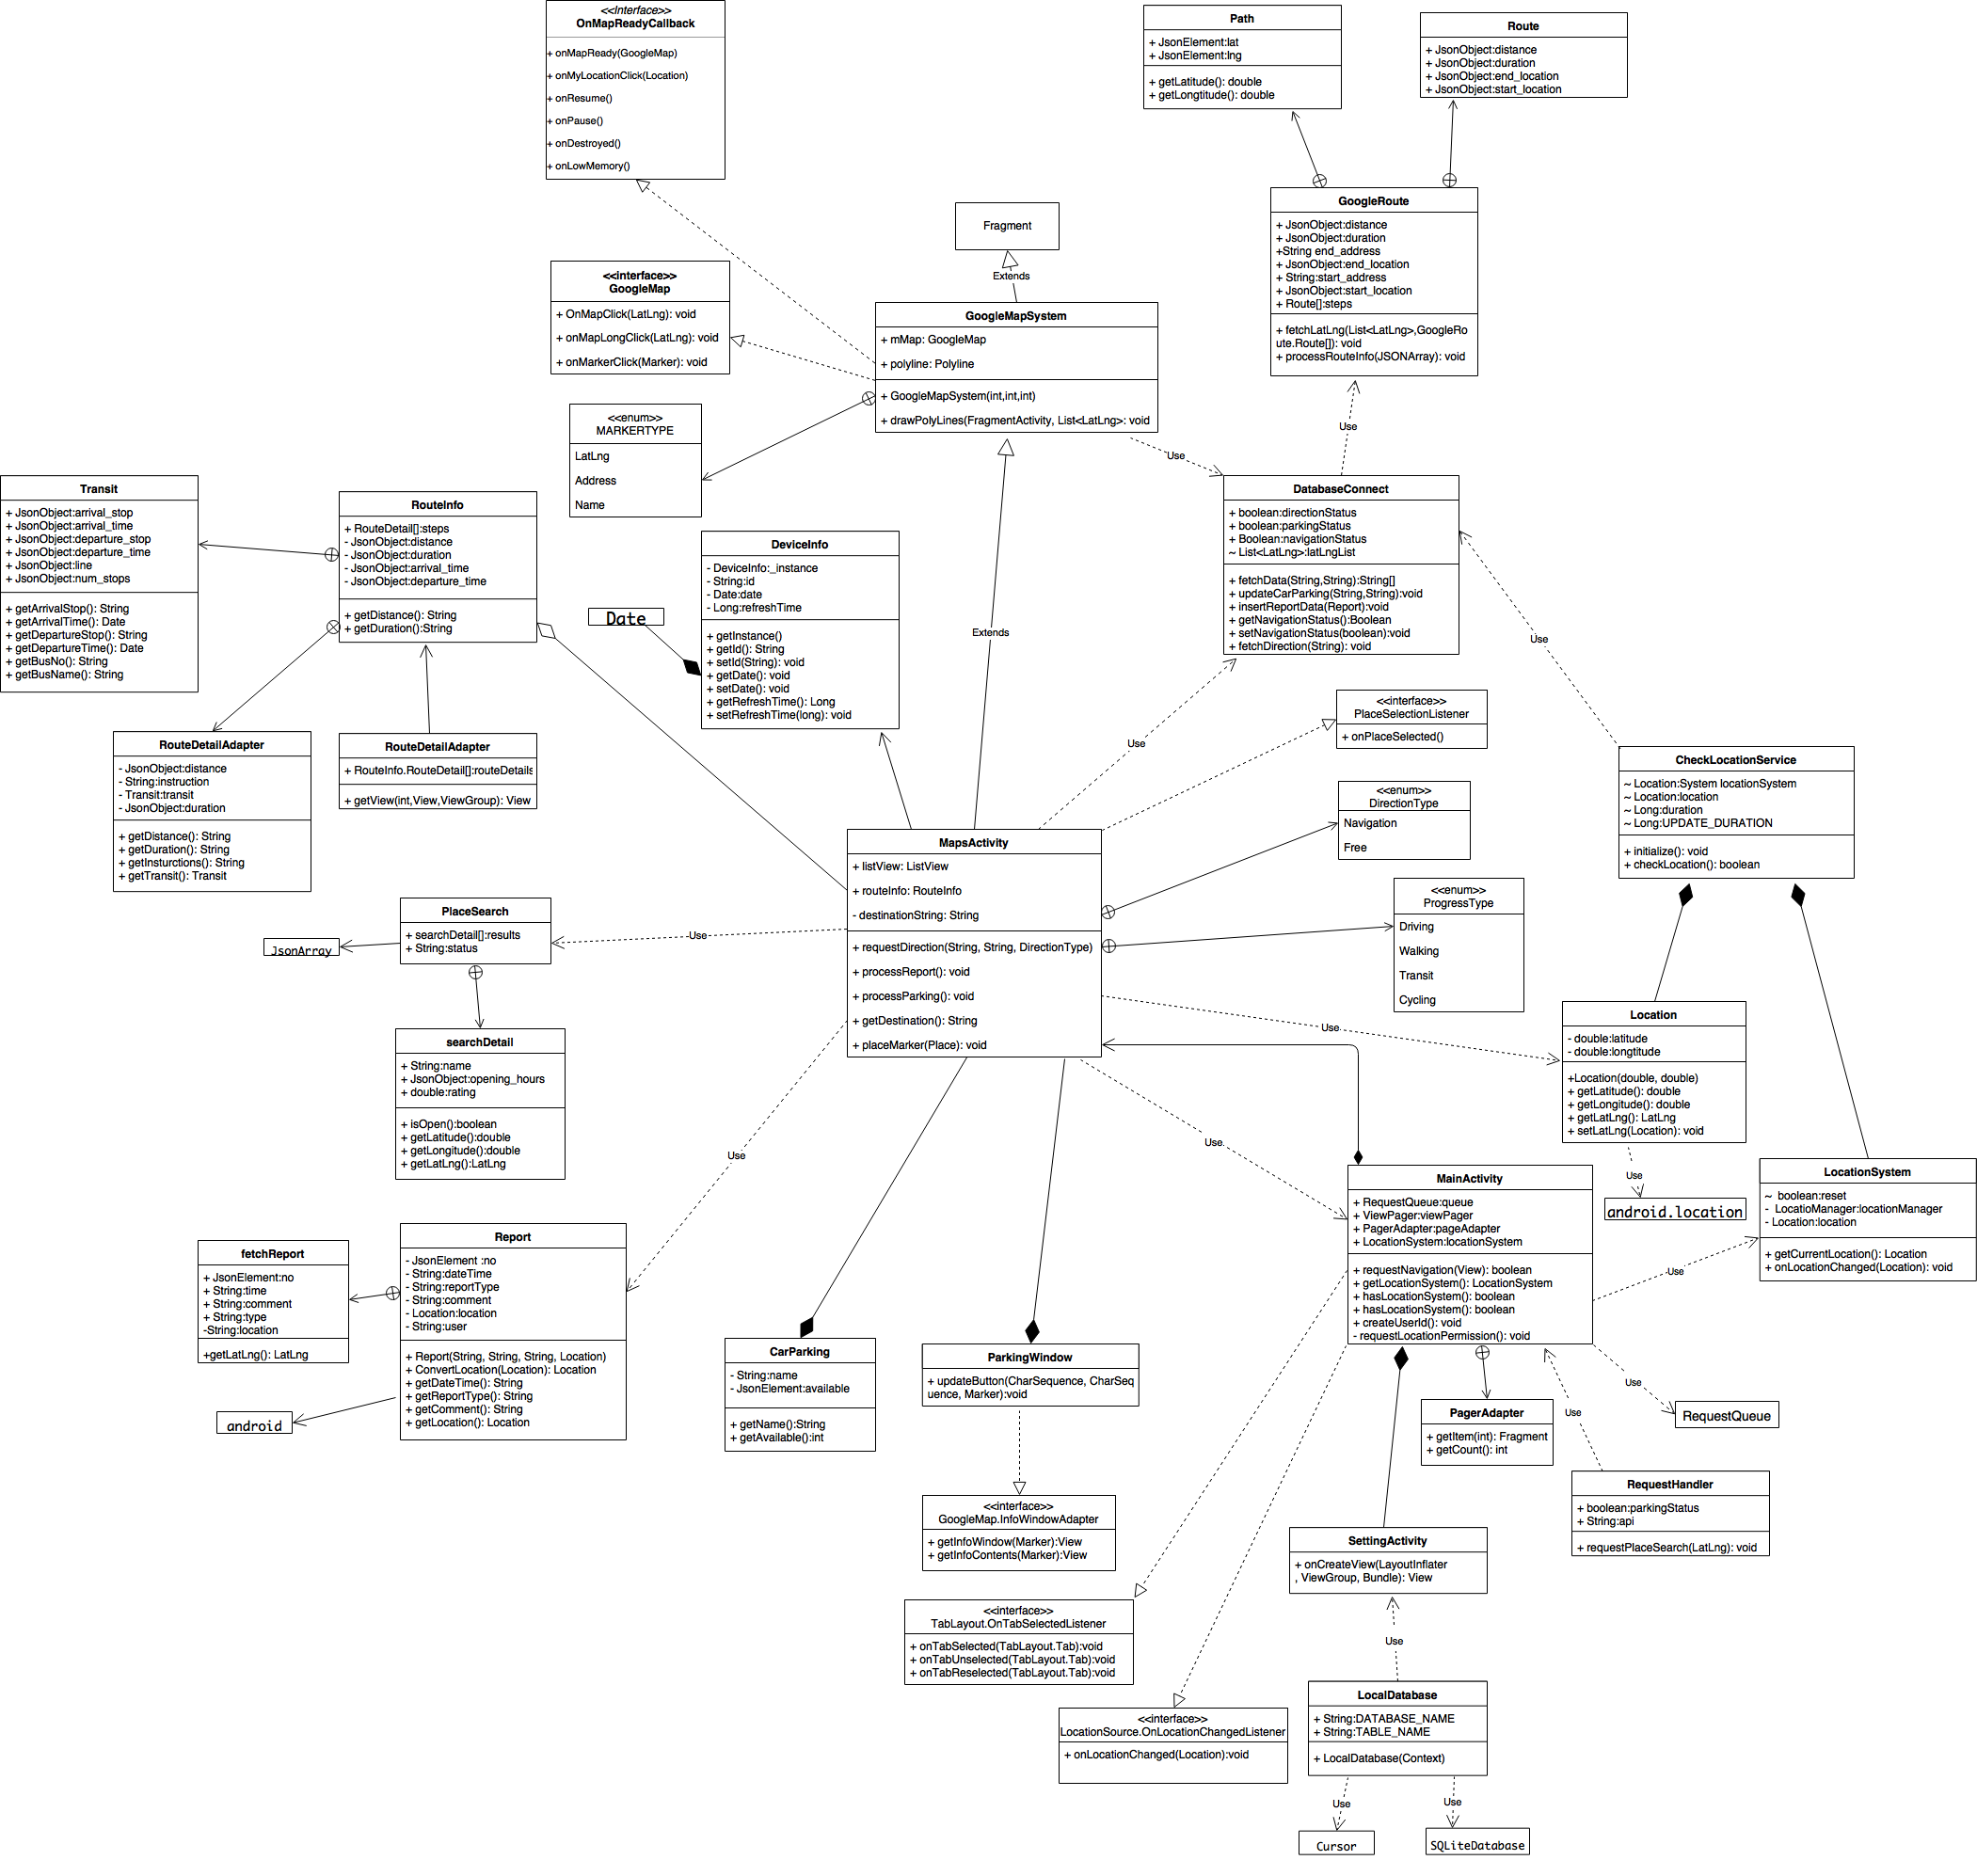 <<Interface>>
OnMapReadyCallback
+ onMapReady(GoogleMap)
+ onMyLocationClick(Location)
+ onResume()
+ onPause()
+ onDestroyed()
+ onLowMemory()
Path
+ JsonElement:lat
+ JsonElement:lng
+ getLatitude(): double
+ getLongtitude(): double
Route
+ JsonObject:distance
+ JsonObject:duration
+ JsonObject:end_location
+ JsonObject:start_location
Fragment
Extends
GoogleRoute
+ JsonObject:distance
+ JsonObject:duration
+String end_address
+ JsonObject:end_location
+ String:start_address
+ JsonObject:start_location
+ Route[]:steps
+ fetchLatLng(List<LatLng>,GoogleRo
ute.Route[]): void
+ processRouteInfo(JSONArray): void
<<interface>>
GoogleMap
+ OnMapClick(LatLng): void
+ onMapLongClick(LatLng): void
+ onMarkerClick(Marker): void
GoogleMapSystem
+ mMap: GoogleMap
+ polyline: Polyline
+ GoogleMapSystem(int,int,int)
+ drawPolyLines(FragmentActivity, List<LatLng>: void
<<enum>>
MARKERTYPE
LatLng
Address
Name
Use
Use
Transit
+ JsonObject:arrival_stop
+ JsonObject:arrival_time
+ JsonObject:departure_stop
+ JsonObject:departure_time
+ JsonObject:line
+ JsonObject:num_stops
+ getArrivalStop(): String
+ getArrivalTime(): Date
+ getDepartureStop(): String
+ getDepartureTime(): Date
+ getBusNo(): String
+ getBusName(): String
RouteInfo
+ RouteDetail[]:steps
- JsonObject:distance
- JsonObject:duration
- JsonObject:arrival_time
- JsonObject:departure_time
+ getDistance(): String
+ getDuration():String
Date
DeviceInfo
- DeviceInfo:_instance
- String:id
- Date:date
- Long:refreshTime
+ getInstance()
+ getId(): String
+ setId(String): void
+ getDate(): void
+ setDate(): void
+ getRefreshTime(): Long
+ setRefreshTime(long): void
Extends
DatabaseConnect
+ boolean:directionStatus
+ boolean:parkingStatus
+ Boolean:navigationStatus
~ List<LatLng>:latLngList
+ fetchData(String,String):String[]
+ updateCarParking(String,String):void
+ insertReportData(Report):void
+ getNavigationStatus():Boolean
+ setNavigationStatus(boolean):void
+ fetchDirection(String): void
Use
Use
<<interface>>
PlaceSelectionListener
+ onPlaceSelected()
RouteDetailAdapter
- JsonObject:distance
- String:instruction
- Transit:transit
- JsonObject:duration
+ getDistance(): String
+ getDuration(): String
+ getInsturctions(): String
+ getTransit(): Transit
RouteDetailAdapter
+ RouteInfo.RouteDetail[]:routeDetails
+ getView(int,View,ViewGroup): View
<<enum>>
DirectionType
Navigation
Free
CheckLocationService
~ Location:System locationSystem
~ Location:location
~ Long:duration
~ Long:UPDATE_DURATION
+ initialize(): void
+ checkLocation(): boolean
MapsActivity
+ listView: ListView
+ routeInfo: RouteInfo
- destinationString: String
+ requestDirection(String, String, DirectionType)
+ processReport(): void
+ processParking(): void
+ getDestination(): String
+ placeMarker(Place): void
<<enum>>
ProgressType
Driving
Walking
Transit
Cycling
PlaceSearch
+ searchDetail[]:results
+ String:status
JsonArray
Use
searchDetail
+ String:name
+ JsonObject:opening_hours
+ double:rating
+ isOpen():boolean
+ getLatitude():double
+ getLongitude():double
+ getLatLng():LatLng
Use
Location
- double:latitude
- double:longtitude
+Location(double, double)
+ getLatitude(): double
+ getLongitude(): double
+ getLatLng(): LatLng
+ setLatLng(Location): void
Use
Use
Use
android.location
LocationSystem
~ boolean:reset
- LocatioManager:locationManager
- Location:location
+ getCurrentLocation(): Location
+ onLocationChanged(Location): void
MainActivity
+ RequestQueue:queue
+ ViewPager:viewPager
+ PagerAdapter:pageAdapter
+ LocationSystem:locationSystem
+ requestNavigation(View): boolean
+ getLocationSystem(): LocationSystem
+ hasLocationSystem(): boolean
+ hasLocationSystem(): boolean
+ createUserId(): void
- requestLocationPermission(): void
Use
fetchReport
+ JsonElement:no
+ String:time
+ String:comment
+ String:type
-String:location
+getLatLng(): LatLng
Report
- JsonElement :no
- String:dateTime
- String:reportType
- String:comment
- Location:location
- String:user
+ Report(String, String, String, Location)
+ ConvertLocation(Location): Location
+ getDateTime(): String
+ getReportType(): String
+ getComment(): String
+ getLocation(): Location
android
CarParking
- String:name
- JsonElement:available
+ getName():String
+ getAvailable():int
ParkingWindow
+ updateButton(CharSequence, CharSeq
uence, Marker):void
Use
Use
RequestQueue
PagerAdapter
+ getItem(int): Fragment
+ getCount(): int
RequestHandler
+ boolean:parkingStatus
+ String:api
+ requestPlaceSearch(LatLng): void
<<interface>>
GoogleMap.InfoWindowAdapter
+ getInfoWindow(Marker):View
+ getInfoContents(Marker):View
SettingActivity
+ onCreateView(LayoutInflater
, ViewGroup, Bundle): View
<<interface>>
TabLayout.OnTabSelectedListener
+ onTabSelected(TabLayout.Tab):void
+ onTabUnselected(TabLayout.Tab):void
+ onTabReselected(TabLayout.Tab):void
Use
<<interface>>
LocationSource.OnLocationChangedListener
+ onLocationChanged(Location):void
LocalDatabase
+ String:DATABASE_NAME
+ String:TABLE_NAME
+ LocalDatabase(Context)
Use
Use
Cursor
SQLiteDatabase